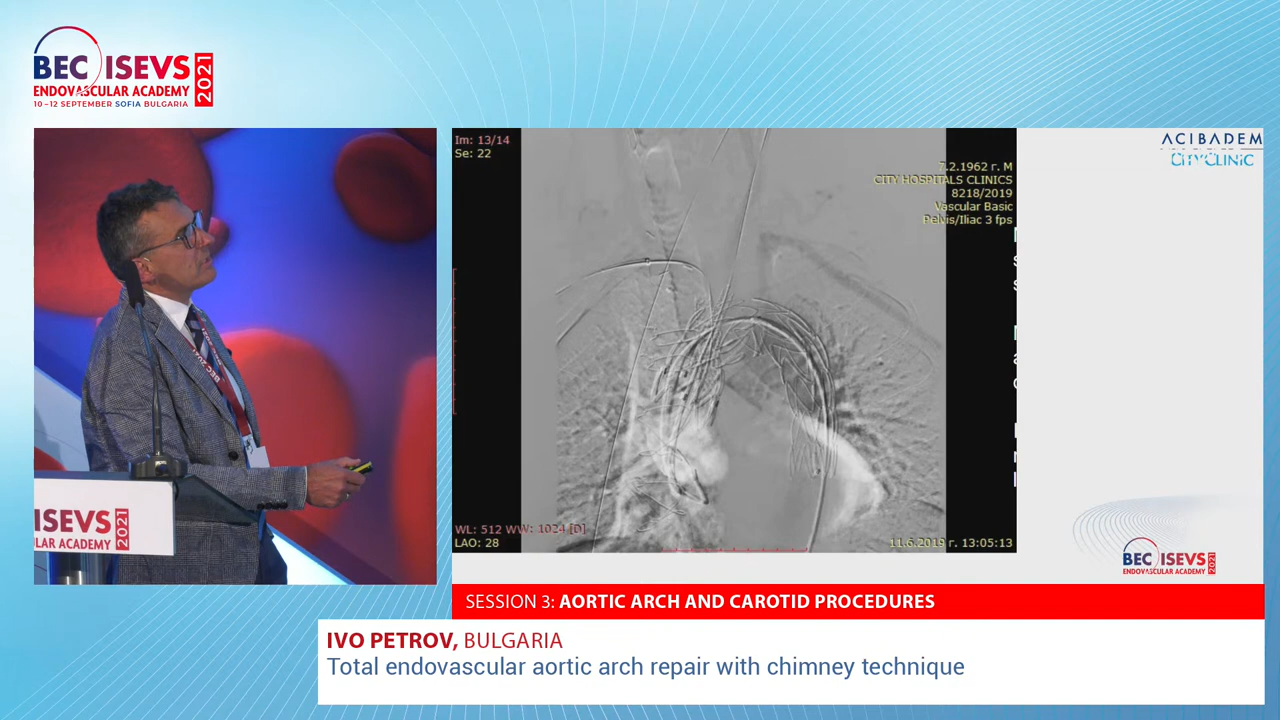 BEC ISEVS 2021
ENDOVASCULAR ACADEMY
10-12 SEPTEMBER SOFIA BULGARIA
BEC 2021
ISEVS 2021
AR ACADEMY
Im: 13/14
Se: 22
7.2.1962 г. M
CITY HOSPITALS CLINICS
8218/2019
Vascular Basic
Pelvis/Iliac 3 fps
WL: 512 WW: 1024 [D]
LAO: 28
11.6.2019 г. 13:05:13
ACIBADEM
CITY CLINIC
BEC ISEVS 2021
ENDOVASCULAR ACADEMY
SESSION 3: AORTIC ARCH AND CAROTID PROCEDURES
IVO PETROV, BULGARIA
Total endovascular aortic arch repair with chimney technique